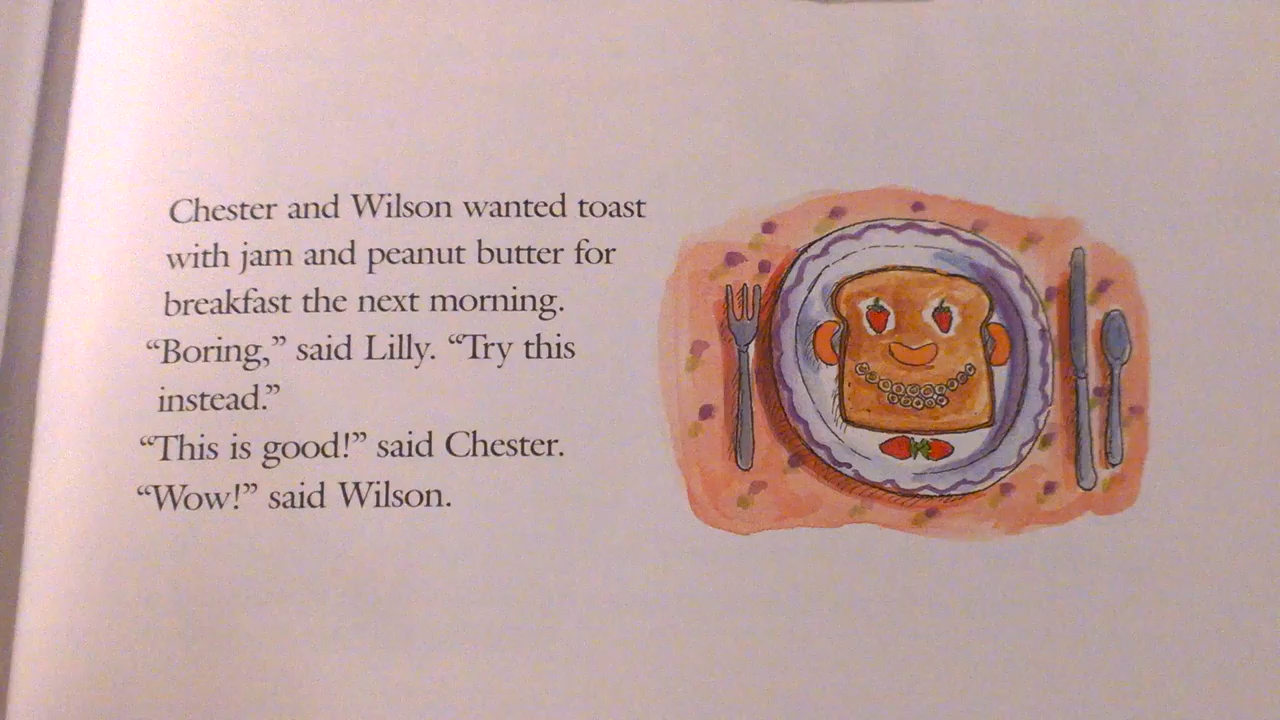 Chester and Wilson wanted toast
with jam and peanut butter for
breakfast the next morning.
“Boring,” said Lilly. “Try this
instead.”
“This is good!” said Chester.
“Wow!” said Wilson.